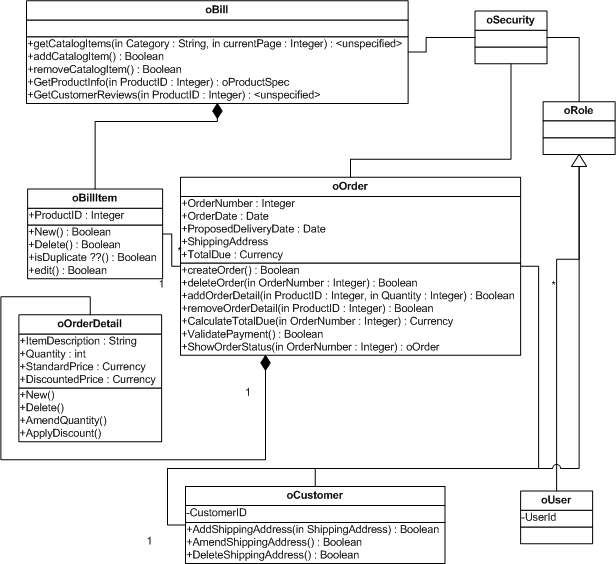 oBill
+getCatalogItems(in Category : String, in currentPage : Integer) : <unspecified>
+addCatalogItem() : Boolean
+removeCatalogItem() : Boolean
+GetProductInfo(in ProductID : Integer) : oProductSpec
+GetCustomerReviews(in ProductID : Integer) : <unspecified>
oSecurity
oRole
oBillItem
+ProductID : Integer
+New() : Boolean
+Delete() : Boolean
+isDuplicate ??() : Boolean
+edit() : Boolean
*
1
oOrder
+OrderNumber : Integer
+OrderDate : Date
+ProposedDeliveryDate : Date
+ShippingAddress
+TotalDue : Currency
+createOrder() : Boolean
+deleteOrder(in OrderNumber : Integer) : Boolean
+addOrderDetail(in ProductID : Integer, in Quantity : Integer) : Boolean
+removeOrderDetail(in ProductID : Integer) : Boolean
+CalculateTotalDue(in OrderNumber : Integer) : Currency
+ValidatePayment() : Boolean
+ShowOrderStatus(in OrderNumber : Integer) : oOrder
*
oOrderDetail
+ItemDescription : String
+Quantity : int
+StandardPrice : Currency
+DiscountedPrice : Currency
+New()
+Delete()
+AmendQuantity()
+ApplyDiscount()
1
oCustomer
-CustomerID
+AddShippingAddress(in ShippingAddress) : Boolean
+AmendShippingAddress() : Boolean
+DeleteShippingAddress() : Boolean
1
oUser
-UserId